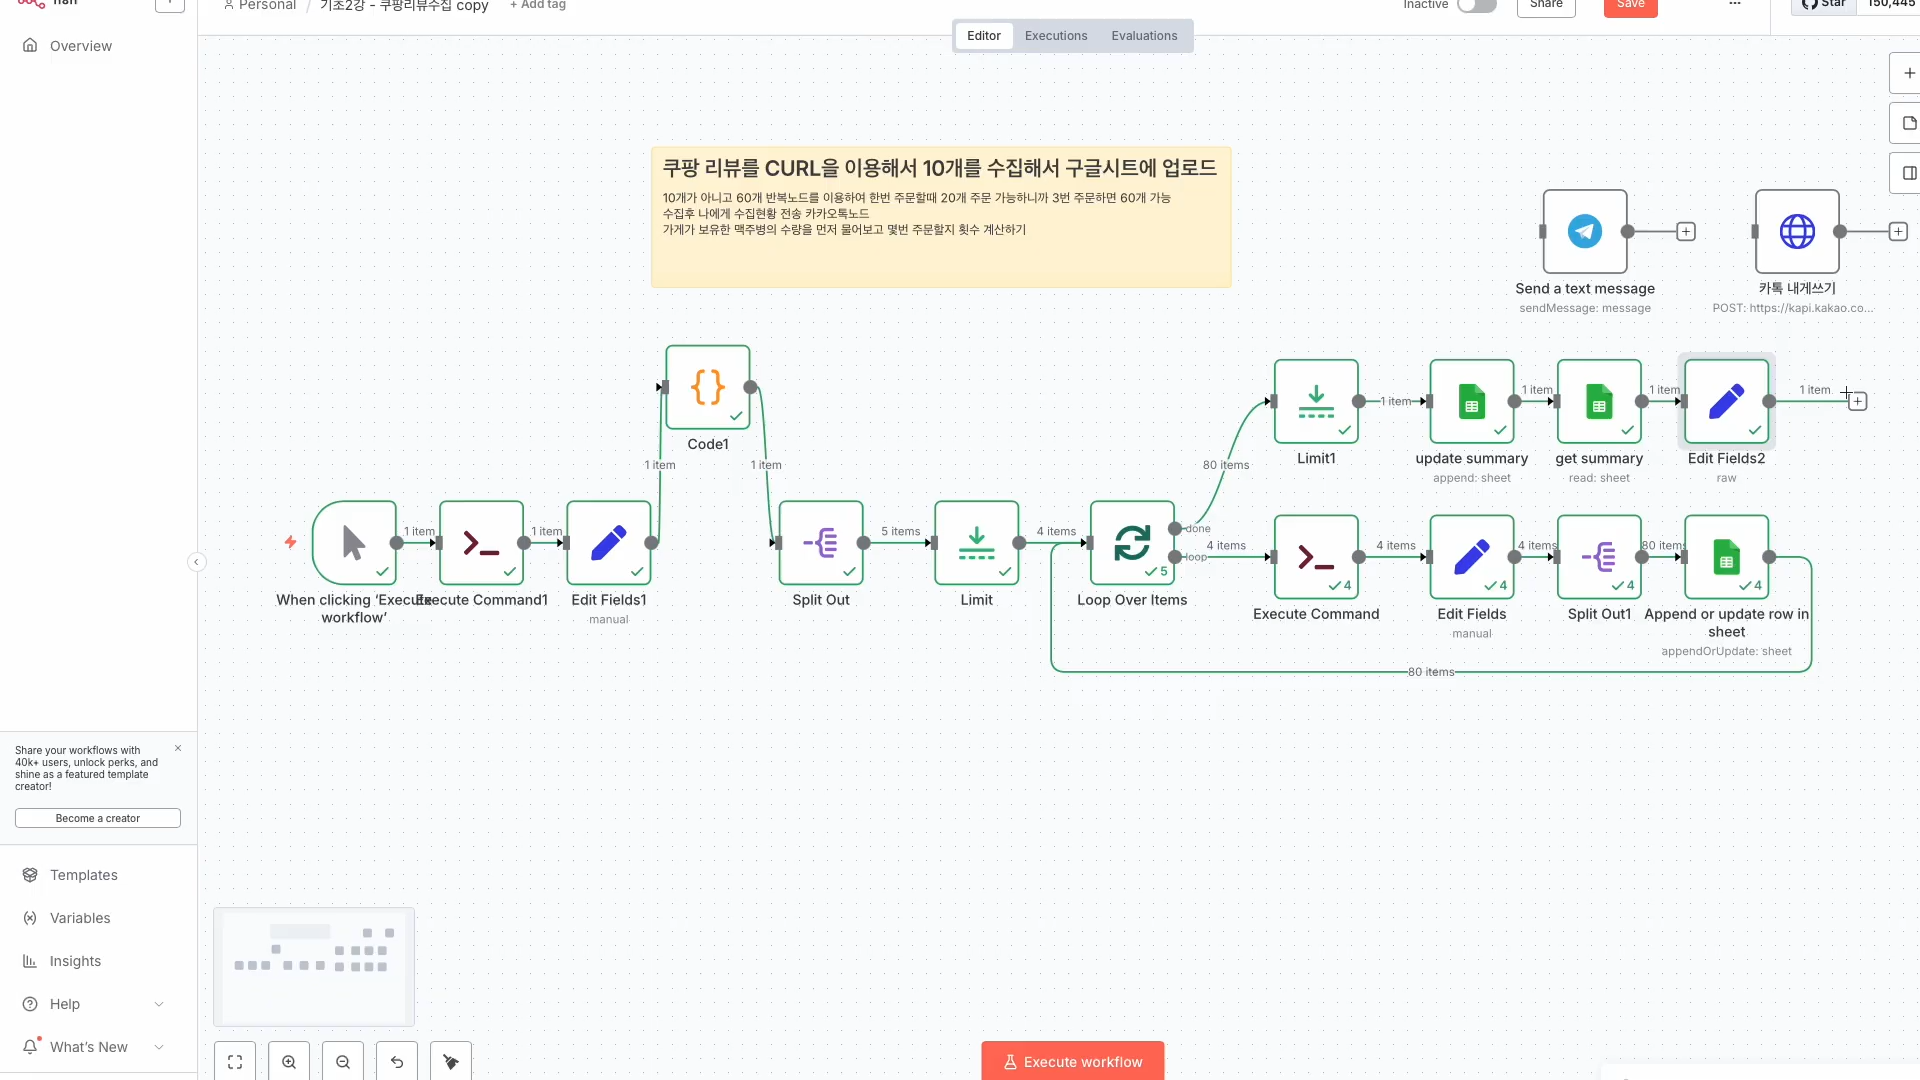 n8n
Personal / 기초2강 - 쿠팡리뷰수집 copy + Add tag
Inactive
Share
Save
Star
150,445
Editor
Executions
Evaluations
Overview
쿠팡 리뷰를 CURL을 이용해서 10개를 수집해서 구글시트에 업로드
10개가 아니고 60개 반복노드를 이용하여 한번 주문할때 20개 주문 가능하니까 3번 주문하면 60개 가능
수집후 나에게 수집현황 전송 카카오톡노드
가게가 보유한 맥주병의 수량을 먼저 물어보고 몇번 주문할지 횟수 계산하기
Send a text message
sendMessage: message
카톡 내게쓰기
POST: https://kapi.kakao.co...
Code1
1 item
1 item
80 items
Limit1
1 item
update summary
append: sheet
1 item
get summary
read: sheet
1 item
Edit Fields2
raw
1 item
When clicking ‘Execute
workflow’
1 item
Execute Command1
1 item
Edit Fields1
manual
Split Out
5 items
Limit
4 items
Loop Over Items
5
done
loop
4 items
Execute Command
4
4 items
Edit Fields
manual
4
4 items
Split Out1
4
80 items
Append or update row in
sheet
appendOrUpdate: sheet
4
80 items
Share your workflows with
40k+ users, unlock perks, and
shine as a featured template
creator!
Become a creator
Templates
Variables
Insights
Help
What’s New
Execute workflow